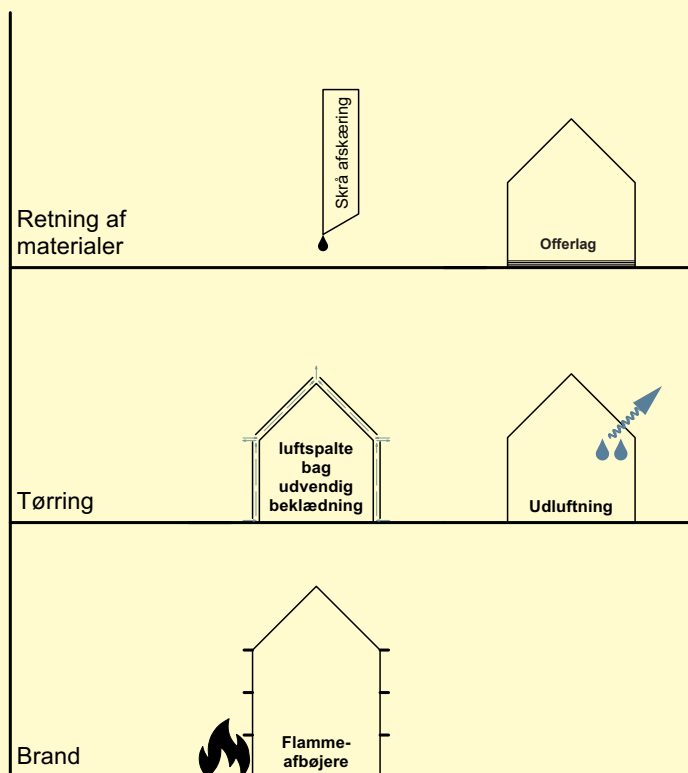 Retning af
materialer
Skrå afskæring
Offerlag
Tørring
luftspalte
bag
udvendig
beklædning
Udluftning
Brand
Flamme-
afbøjere